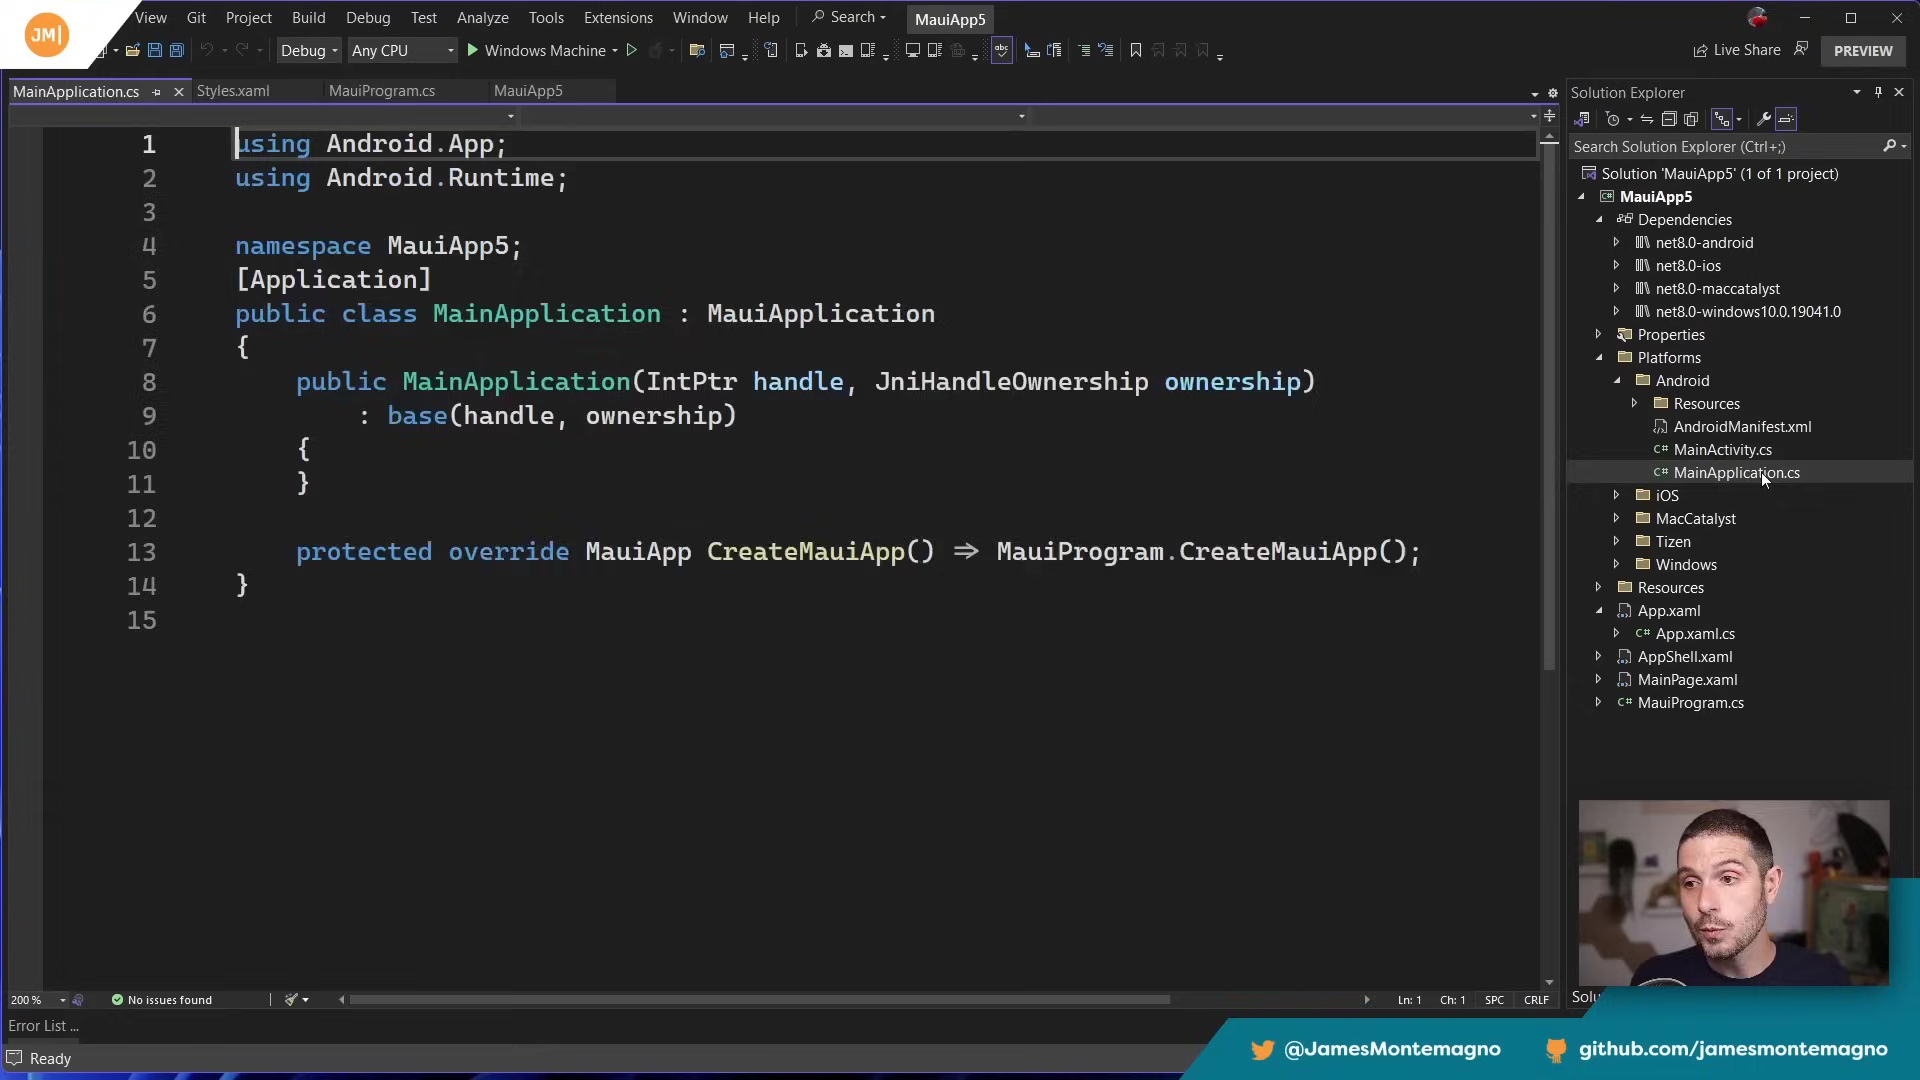 JM|
View Git Project Build Debug Test Analyze Tools Extensions Window Help Search MauiApp5
Debug Any CPU Windows Machine abc Live Share PREVIEW
MainApplication.cs Styles.xaml MauiProgram.cs MauiApp5
1 using Android.App;
2 using Android.Runtime;
3
4 namespace MauiApp5;
5 [Application]
6 public class MainApplication : MauiApplication
7 {
8 public MainApplication(IntPtr handle, JniHandleOwnership ownership)
9 : base(handle, ownership)
10 {
11 }
12
13 protected override MauiApp CreateMauiApp() => MauiProgram.CreateMauiApp();
14 }
15
200 % No issues found Ln: 1 Ch: 1 SPC CRLF
Error List ...
Ready
Solution Explorer
Search Solution Explorer (Ctrl+;)
Solution 'MauiApp5' (1 of 1 project)
C# MauiApp5
Dependencies
net8.0-android
net8.0-ios
net8.0-maccatalyst
net8.0-windows10.0.19041.0
Properties
Platforms
Android
Resources
AndroidManifest.xml
C# MainActivity.cs
C# MainApplication.cs
iOS
MacCatalyst
Tizen
Windows
Resources
App.xaml
C# App.xaml.cs
AppShell.xaml
MainPage.xaml
C# MauiProgram.cs
Solu
@JamesMontemagno github.com/jamesmontemagno